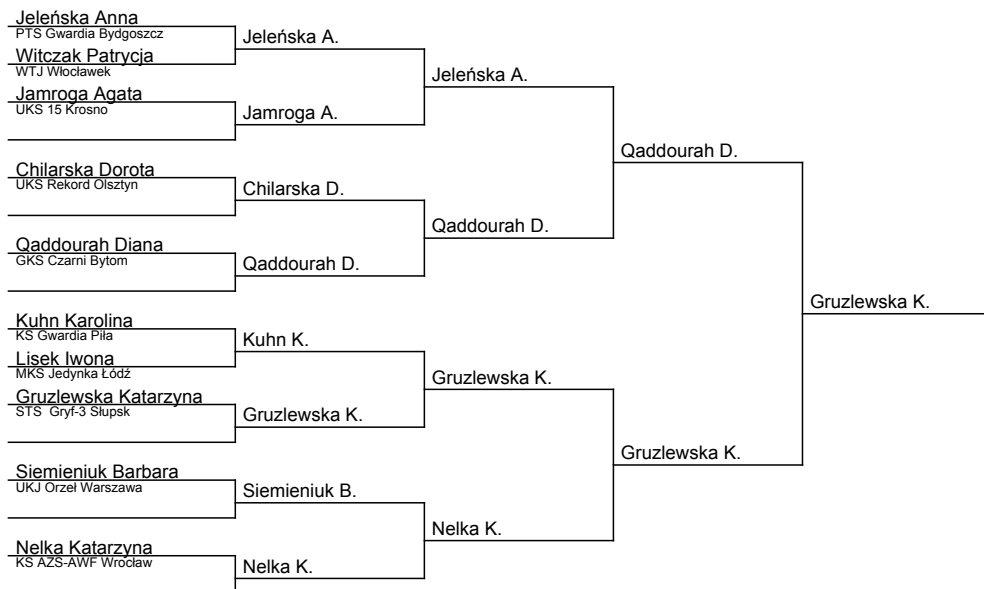 Jeleńska Anna
PTS Gwardia Bydgoszcz
Witczak Patrycja
WTJ Włocławek
Jamroga Agata
UKS 15 Krosno
Chilarska Dorota
UKS Rekord Olsztyn
Qaddourah Diana
GKS Czarni Bytom
Kuhn Karolina
KS Gwardia Piła
Lisek Iwona
MKS Jedynka Łódź
Gruzlewska Katarzyna
STS Gryf-3 Słupsk
Siemieniuk Barbara
UKJ Orzeł Warszawa
Nelka Katarzyna
KS AZS-AWF Wrocław
Jeleńska A.
Jamroga A.
Chilarska D.
Qaddourah D.
Kuhn K.
Gruzlewska K.
Siemieniuk B.
Nelka K.
Jeleńska A.
Qaddourah D.
Gruzlewska K.
Nelka K.
Qaddourah D.
Gruzlewska K.
Gruzlewska K.